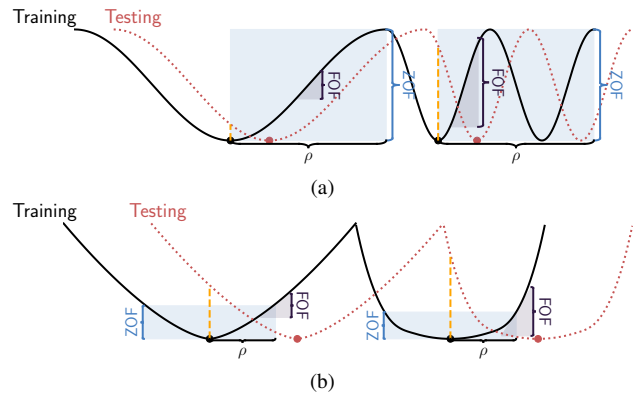 Training Testing
FOF
ZOF
FOF
ZOF
ρ
ρ
(a)
Training Testing
ZOF
FOF
ZOF
FOF
ρ
ρ
(b)